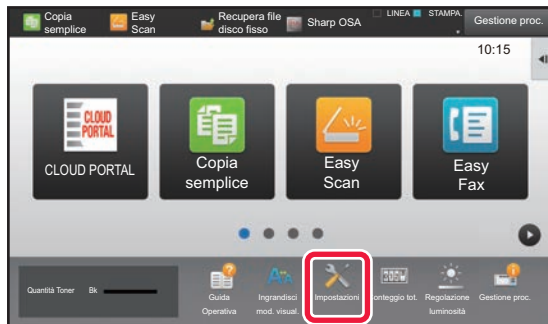 Copia
semplice
Easy
Scan
Recupera file
disco fisso
Sharp OSA
LINEA
STAMPA.
Gestione proc.
10:15
CLOUD
PORTAL
CLOUD PORTAL
Copia
semplice
Easy
Scan
Easy
Fax
Quantità Toner Bk
Guida
Operativa
Ingrandisci
mod. visual.
Impostazioni
onteggio tot.
Regolazione
luminosità
Gestione proc.